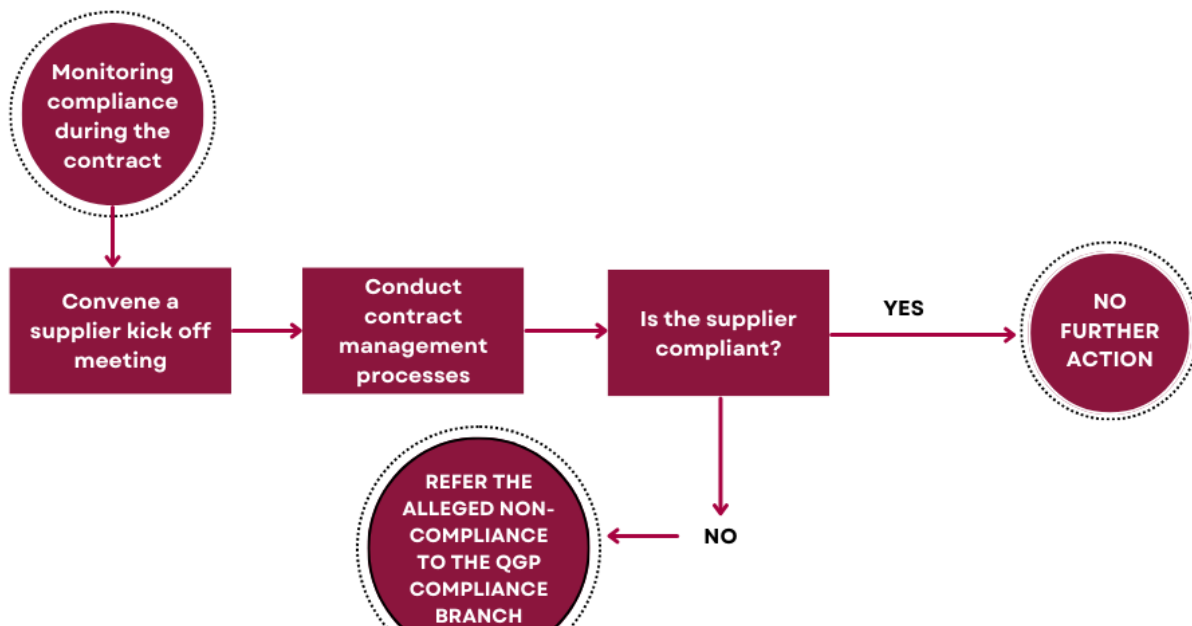 Monitoring
compliance
during the
contract
Convene a
supplier kick off
meeting
Conduct
contract
management
processes
Is the supplier
compliant?
YES
NO
FURTHER
ACTION
NO
REFER THE
ALLEGED NON-
COMPLIANCE
TO THE QGP
COMPLIANCE
BRANCH